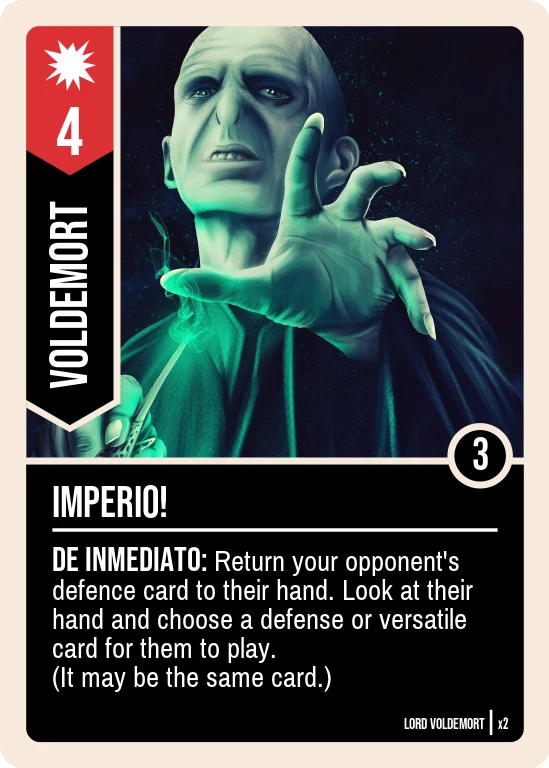 4
VOLDEMORT
3
IMPERIO!
DE INMEDIATO: Return your opponent's
defence card to their hand. Look at their
hand and choose a defense or versatile
card for them to play.
(It may be the same card.)
LORD VOLDEMORT | x2